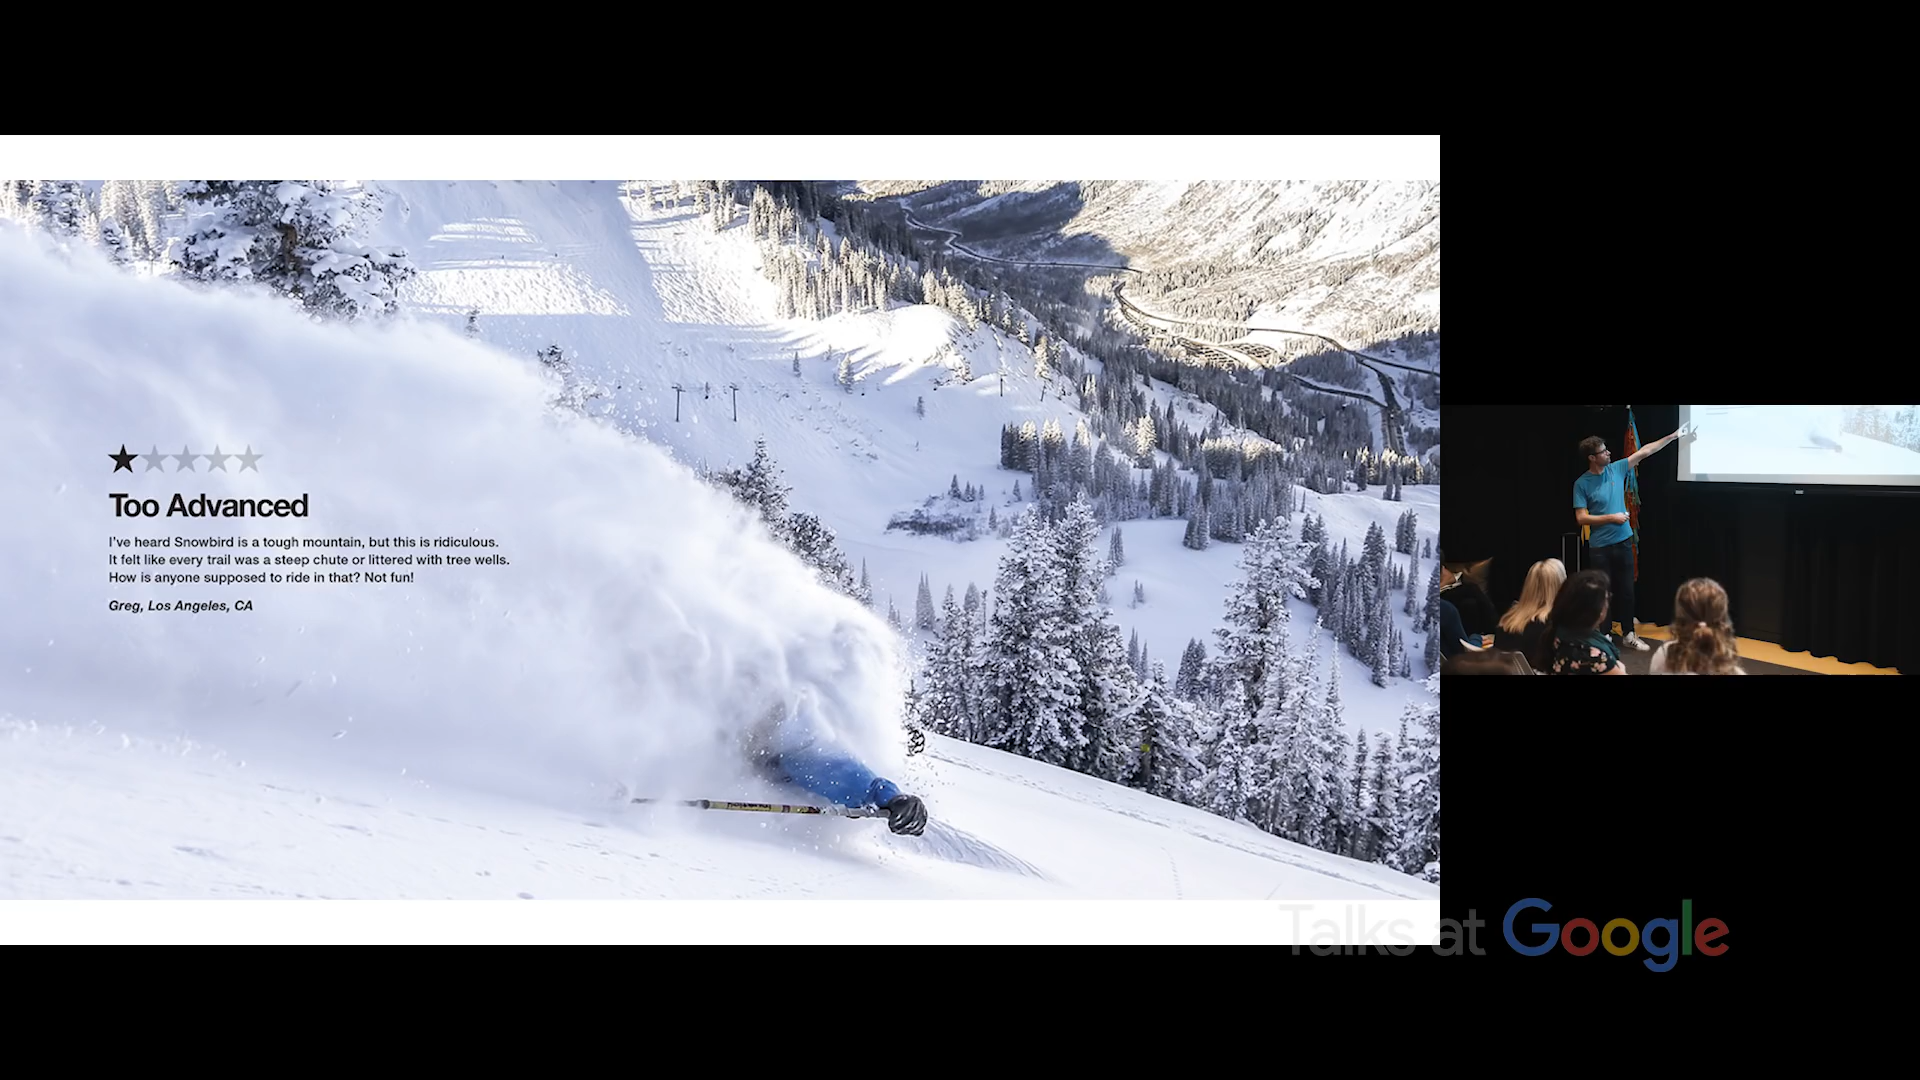 Too Advanced
I've heard Snowbird is a tough mountain, but this is ridiculous.
It felt like every trail was a steep chute or littered with tree wells.
How is anyone supposed to ride in that? Not fun!
Greg, Los Angeles, CA
Talks at Google